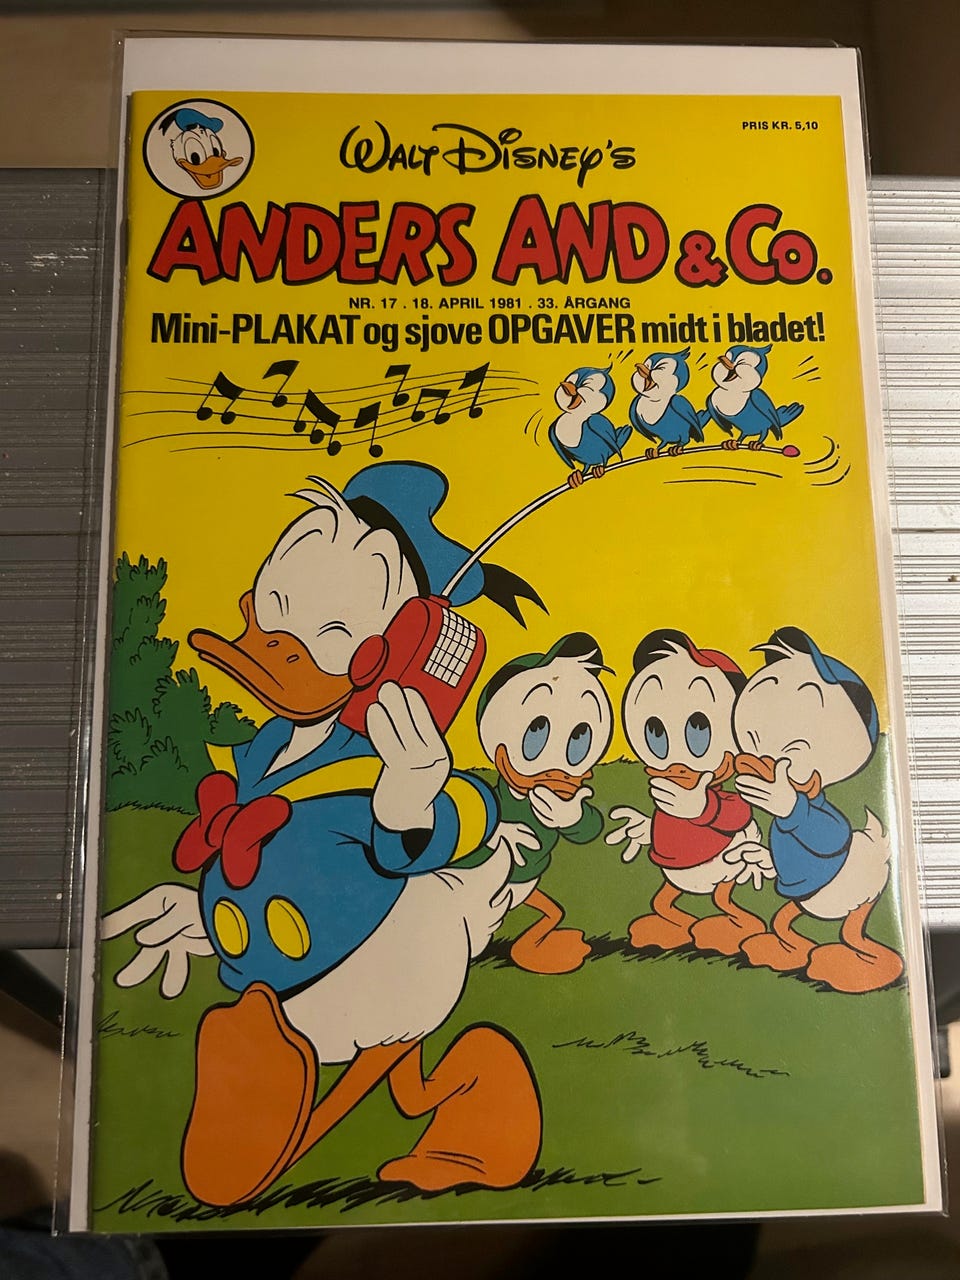 PRIS KR. 5,10
WALT DISNEY'S
ANDERS AND & Co.
NR. 17 . 18. APRIL 1981 . 33. ÅRGANG
Mini-PLAKAT og sjove OPGAVER midt i bladet!